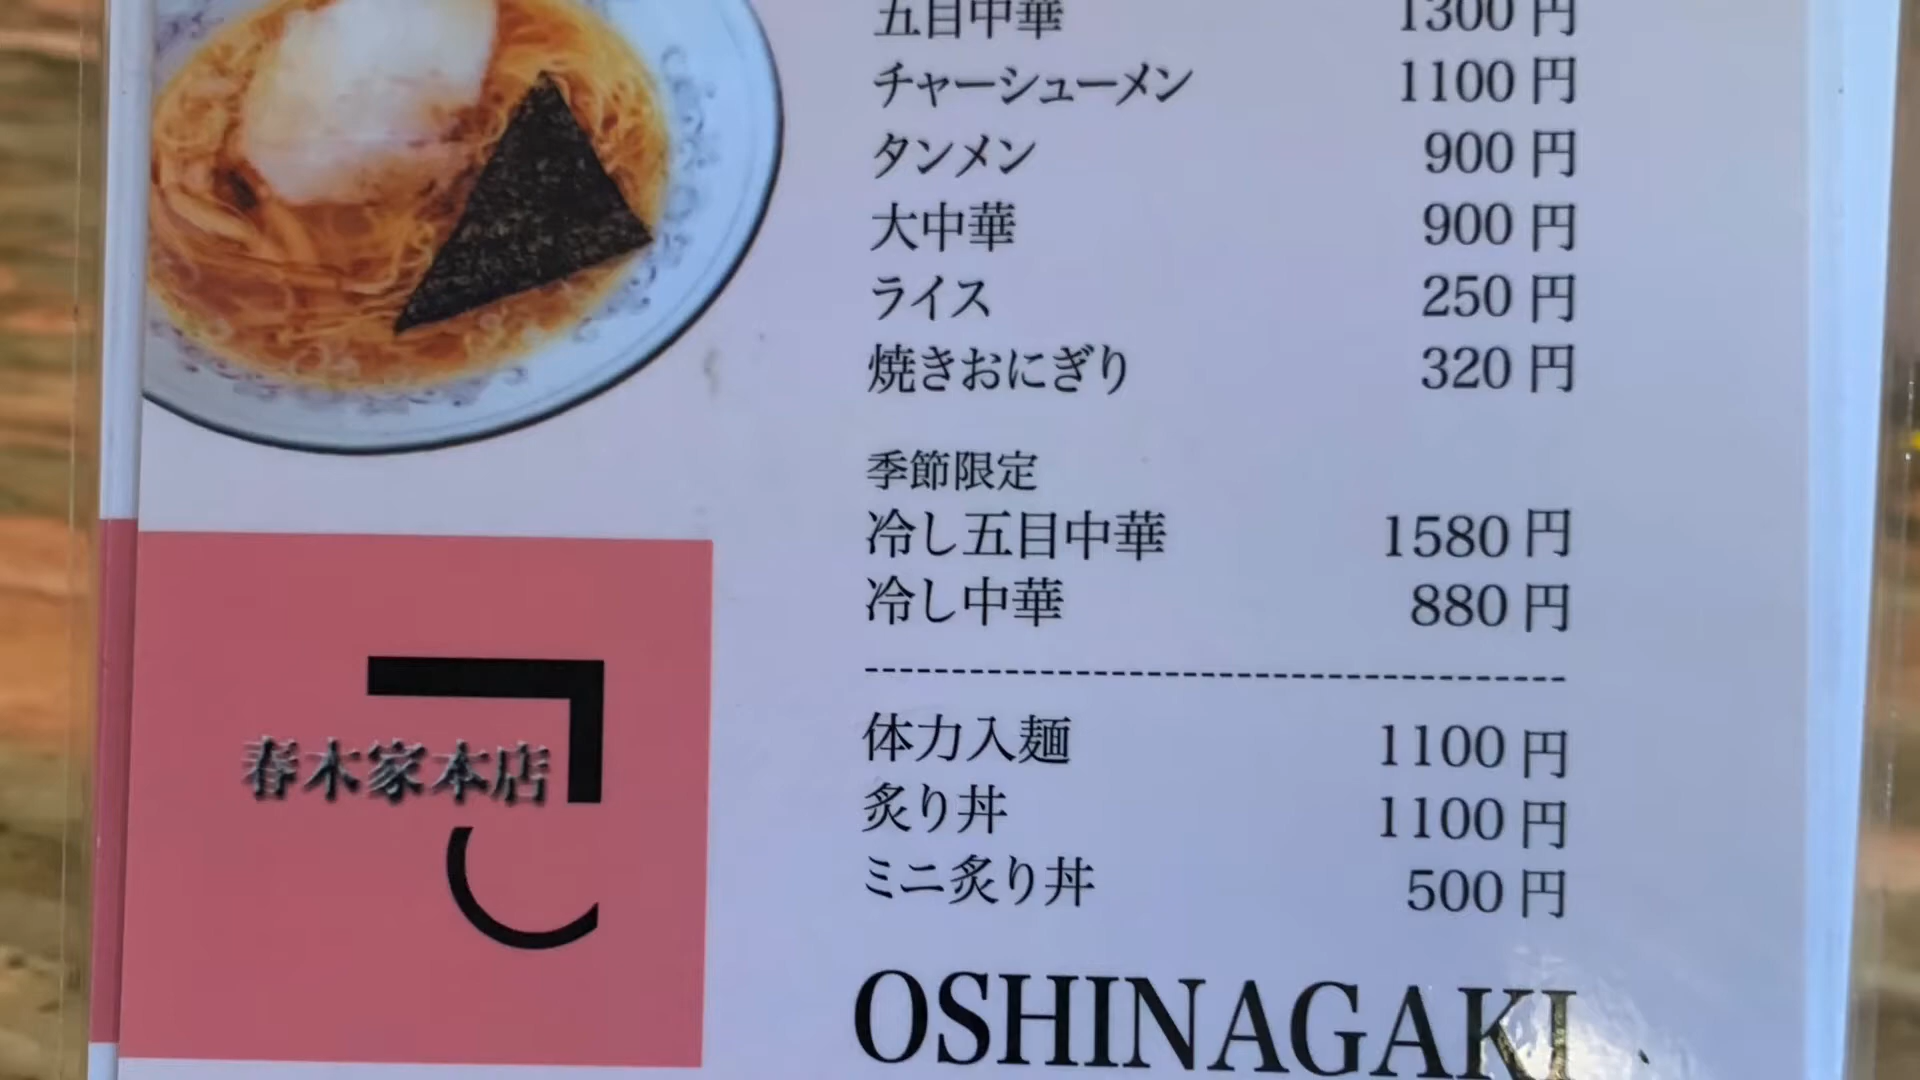 五目中華 1300円
チャーシューメン 1100円
タンメン 900円
大中華 900円
ライス 250円
焼きおにぎり 320円
季節限定
冷し五目中華 1580円
冷し中華 880円
体力入麺 1100円
炙り丼 1100円
ミニ炙り丼 500円
春木家本店
OSHINAGAKI